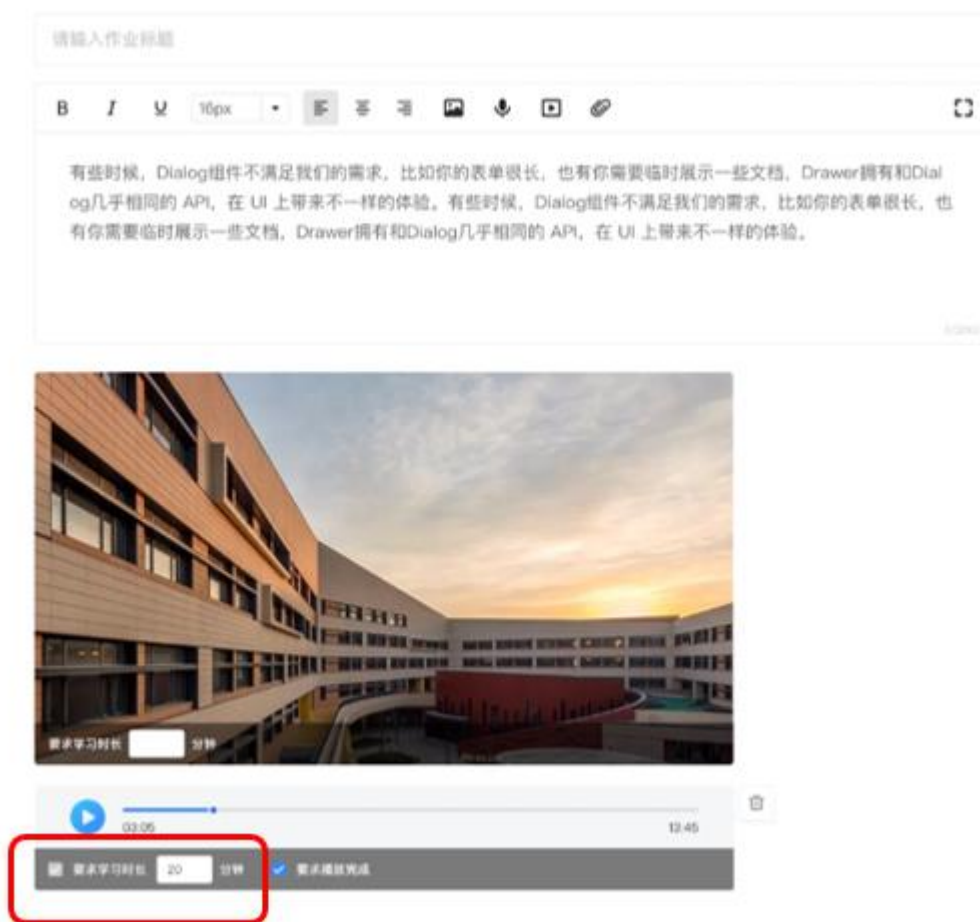 请输入作业标题
B I U 16px
有些时候，Dialog组件不满足我们的需求，比如你的表单很长，也有你需要临时展示一些文档，Drawer拥有和Dial
og几乎相同的 API，在 UI 上带来不一样的体验。有些时候，Dialog组件不满足我们的需求，比如你的表单很长，也
有你需要临时展示一些文档，Drawer拥有和Dialog几乎相同的 API，在 UI 上带来不一样的体验。
要求学习时长 分钟
03:05 12:45
要求学习时长 20 分钟 要求播放完成